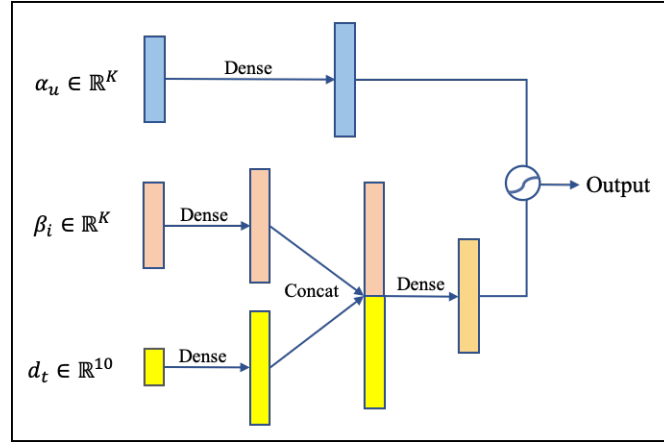 α_u ∈ ℝ^K
Dense
Output
β_i ∈ ℝ^K
Dense
Concat
Dense
d_t ∈ ℝ^10
Dense